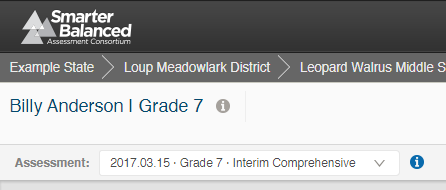 Smarter
Balanced
Assessment Consortium
Example State Loup Meadowlark District Leopard Walrus Middle S
Billy Anderson | Grade 7
Assessment: 2017.03.15 · Grade 7 · Interim Comprehensive